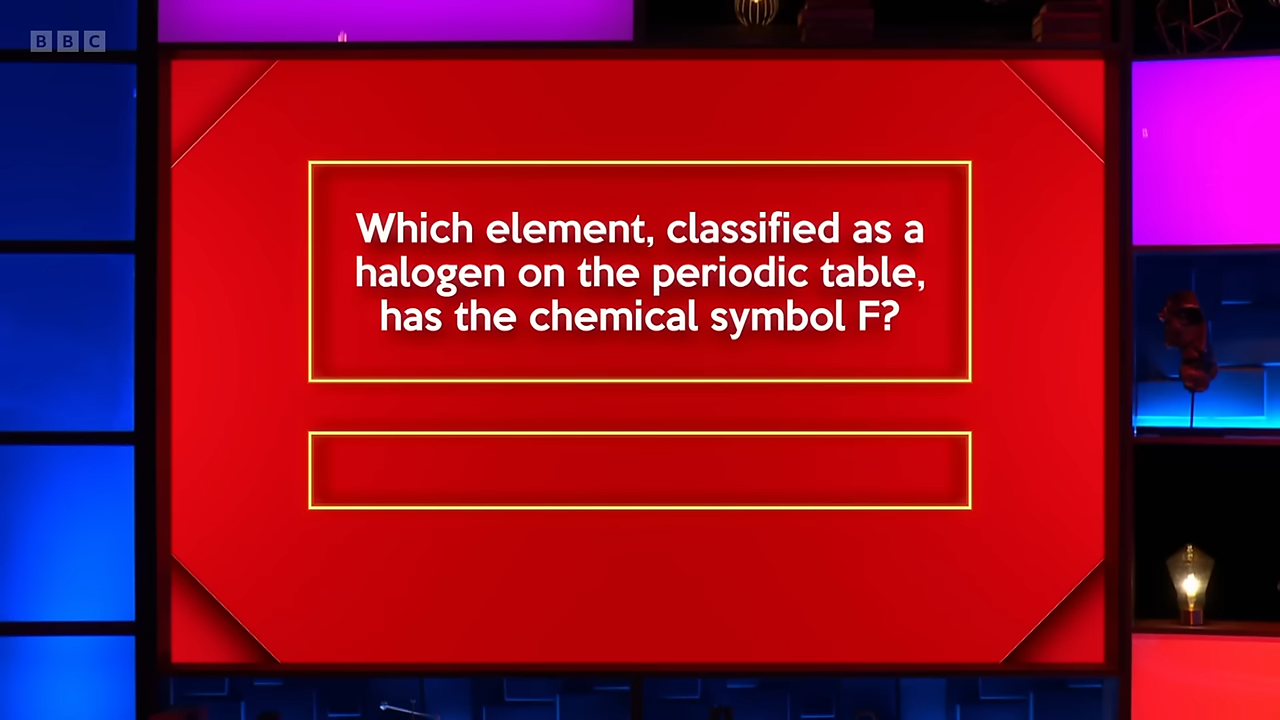 BBC
Which element, classified as a
halogen on the periodic table,
has the chemical symbol F?